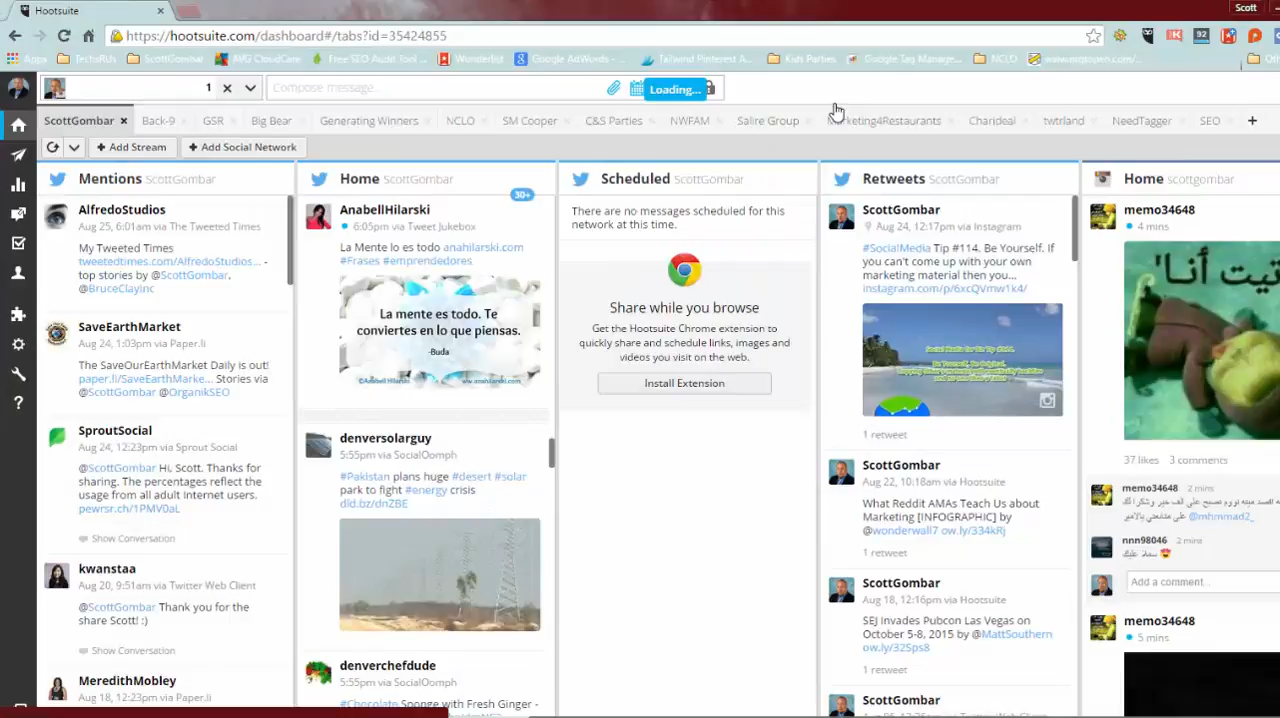 Hootsuite
Scott
https://hootsuite.com/dashboard#/tabs?id=35424855
Apps TechsRUs ScottGombar AVG CloudCare Free SEO Audit Tool... Wunderlist Google AdWords -... Tailwind Pinterest A... Kids Parties Google Tag Manage... NCLO
92
1
Compose message...
Loading...
ScottGombar Back-9 GSR Big Bear Generating Winners NCLO SM Cooper C&S Parties NWFAM Salire Group Marketing4Restaurants Charideal twtrland NeedTagger SEO
Add Stream
Add Social Network
Mentions ScottGombar
AlfredoStudios
Aug 25, 6:01am via The Tweeted Times
My Tweeted Times
tweetedtimes.com/AlfredoStudios... -
top stories by @ScottGombar,
@BruceClayInc
SaveEarthMarket
Aug 24, 1:03pm via Paper.li
The SaveOurEarthMarket Daily is out!
paper.li/SaveEarthMarke... Stories via
@ScottGombar @OrganikSEO
SproutSocial
Aug 24, 12:23pm via Sprout Social
@ScottGombar Hi, Scott. Thanks for
sharing. The percentages reflect the
usage from all adult Internet users.
pewrsr.ch/1PMV0aL
Show Conversation
kwanstaa
Aug 20, 9:51am via Twitter Web Client
@ScottGombar Thank you for the
share Scott! :)
Show Conversation
MeredithMobley
Aug 18, 12:23pm via Paper.li
Home ScottGombar
30+
AnabellHilarski
6:05pm via Tweet Jukebox
La Mente lo es todo anahilarski.com
#Frases #emprendedores
La mente es todo. Te
conviertes en lo que piensas.
-Buda
©Anabell Hilarski
www.anahilarski.com
denversolarguy
5:55pm via SocialOomph
#Pakistan plans huge #desert #solar
park to fight #energy crisis
dld.bz/dnZBE
denverchefdude
5:55pm via SocialOomph
#Chocolate Sponge with Fresh Ginger -
Scheduled ScottGombar
There are no messages scheduled for this
network at this time.
Share while you browse
Get the Hootsuite Chrome extension to
quickly share and schedule links, images and
videos you visit on the web.
Install Extension
Retweets ScottGombar
ScottGombar
Aug 24, 12:17pm via Instagram
#SocialMedia Tip #114. Be Yourself. If
you can't come up with your own
marketing material then you...
instagram.com/p/6xcQVmw1k4/
Social Media for Biz Tip #114.
Be Yourself. Be Original.
1 retweet
ScottGombar
Aug 22, 10:18am via Hootsuite
What Reddit AMAs Teach Us about
Marketing [INFOGRAPHIC] by
@wonderwall7 ow.ly/334kRj
1 retweet
ScottGombar
Aug 18, 12:16pm via Hootsuite
SEJ invades Pubcon Las Vegas on
October 5-8, 2015 by @MattSouthern
ow.ly/32Sps8
1 retweet
ScottGombar
Home scottgombar
memo34648
4 mins
37 likes 3 comments
memo34648 2 mins
@mhmmad2_
nnn98046 2 mins
Add a comment...
memo34648
5 mins